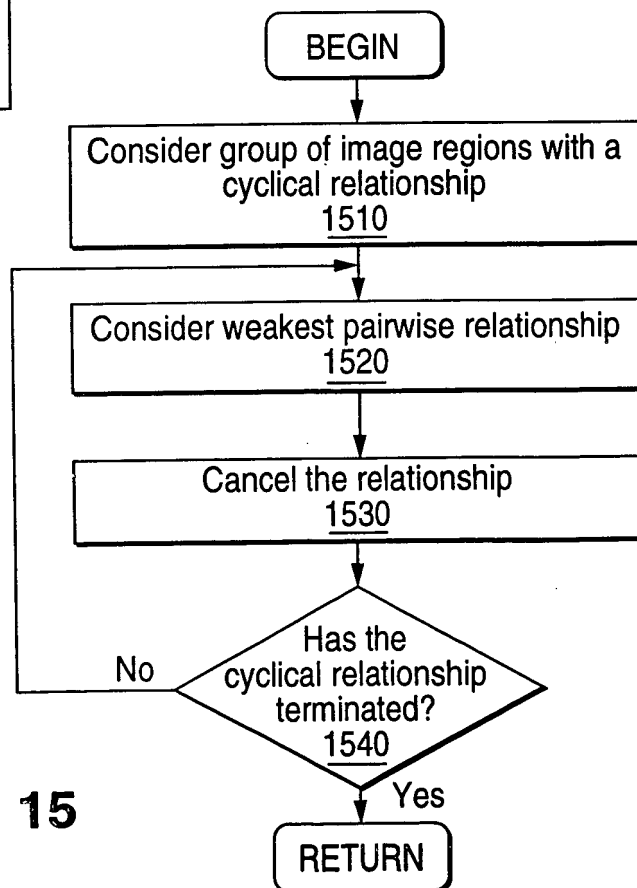 BEGIN
Consider group of image regions with a
cyclical relationship
1510
Consider weakest pairwise relationship
1520
Cancel the relationship
1530
Has the
cyclical relationship
terminated?
1540
No
Yes
15
RETURN